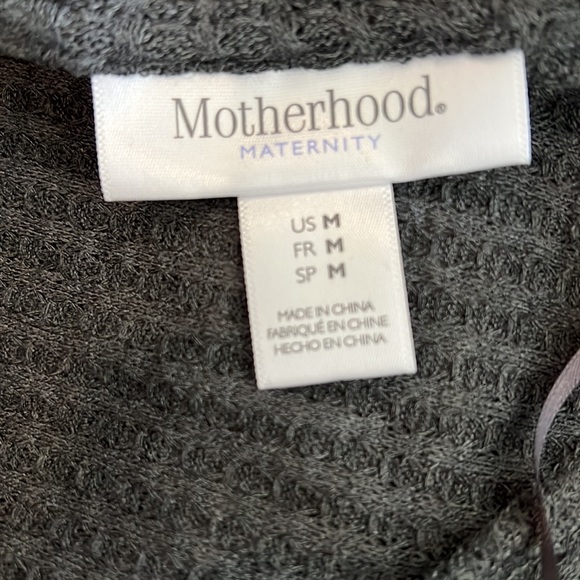 Motherhood®
MATERNITY
US M
FR M
SP M
MADE IN CHINA
FABRIQUÉ EN CHINE
HECHO EN CHINA